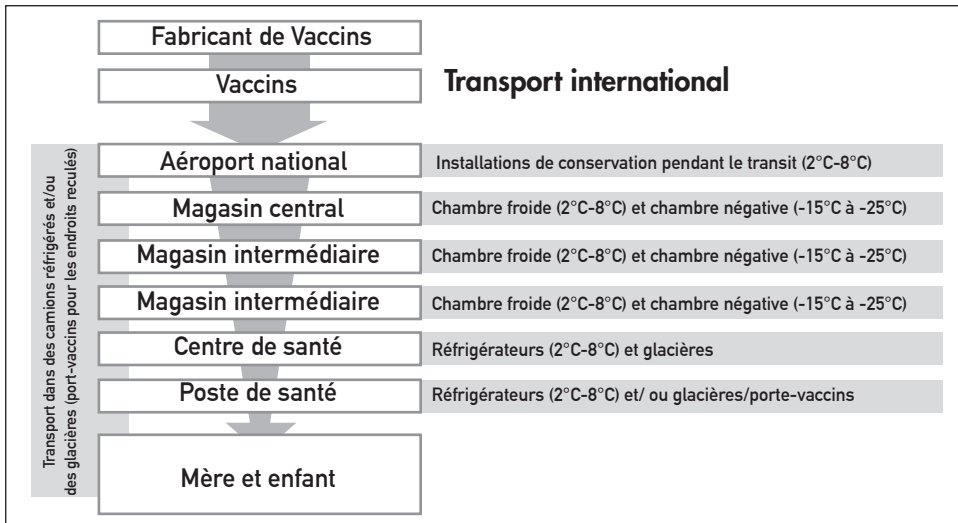 Fabricant de Vaccins
Vaccins
Transport international
Transport dans des camions réfrigérés et/ou
des glacières (port-vaccins pour les endroits reculés)
Aéroport national
Installations de conservation pendant le transit (2°C-8°C)
Magasin central
Chambre froide (2°C-8°C) et chambre négative (-15°C à -25°C)
Magasin intermédiaire
Chambre froide (2°C-8°C) et chambre négative (-15°C à -25°C)
Magasin intermédiaire
Chambre froide (2°C-8°C) et chambre négative (-15°C à -25°C)
Centre de santé
Réfrigérateurs (2°C-8°C) et glacières
Poste de santé
Réfrigérateurs (2°C-8°C) et/ ou glacières/porte-vaccins
Mère et enfant